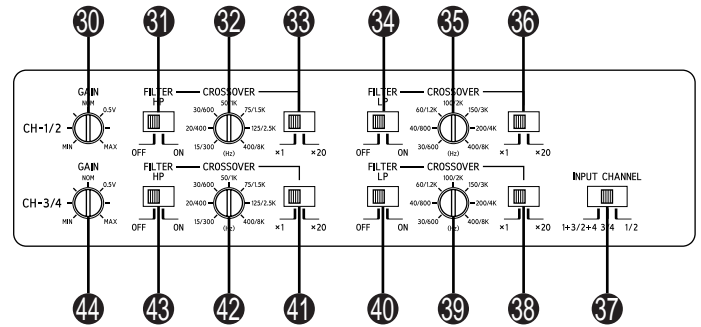 30 31 32 33 34 35 36
GAIN FILTER CROSSOVER FILTER CROSSOVER
NOM HP 50/1K LP 100/2K
0.5V 30/600 75/1.5K 60/1.2K 150/3K
CH-1/2 20/400 125/2.5K 40/800 200/4K
MIN MAX 15/300 (Hz) 400/8K 30/600 (Hz) 400/8K
OFF ON ×1 ×20 OFF ON ×1 ×20
GAIN FILTER CROSSOVER FILTER CROSSOVER
NOM HP 50/1K LP 100/2K INPUT CHANNEL
0.5V 30/600 75/1.5K 60/1.2K 150/3K
CH-3/4 20/400 125/2.5K 40/800 200/4K
MIN MAX 15/300 (Hz) 400/8K 30/600 (Hz) 400/8K
OFF ON ×1 ×20 OFF ON ×1 ×20 1+3/2+4 3/4 1/2
44 43 42 41 40 39 38 37